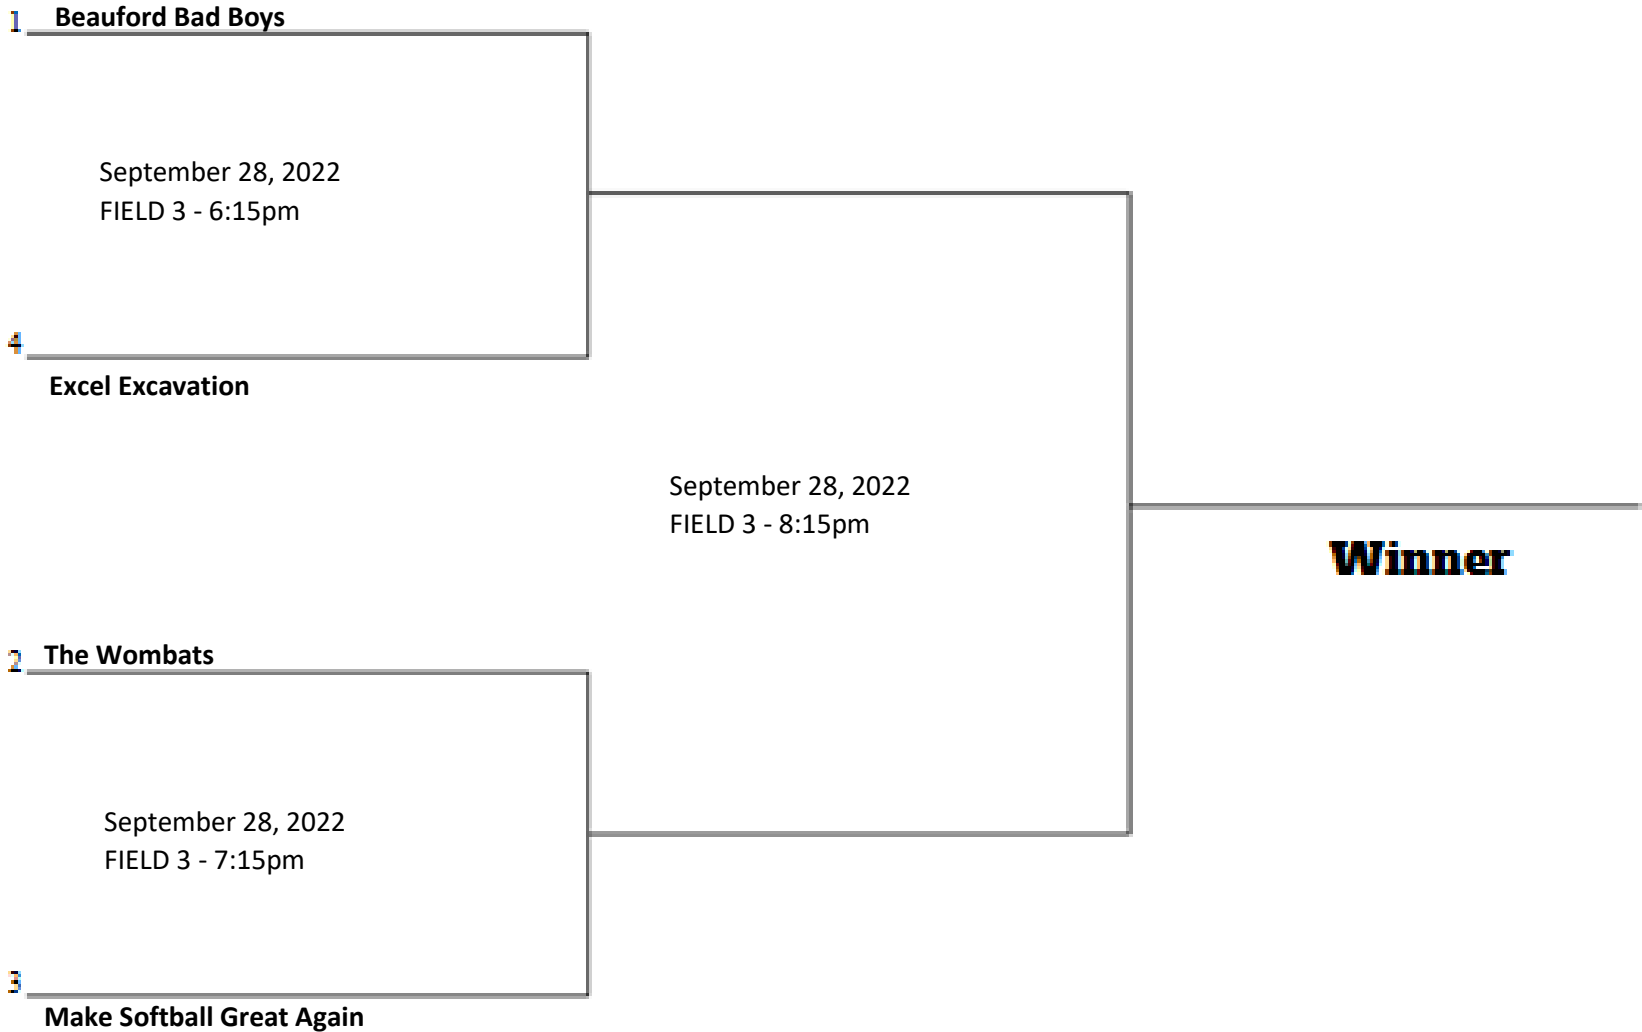 1 Beauford Bad Boys
September 28, 2022
FIELD 3 - 6:15pm
4
Excel Excavation
September 28, 2022
FIELD 3 - 8:15pm
Winner
2 The Wombats
September 28, 2022
FIELD 3 - 7:15pm
3
Make Softball Great Again